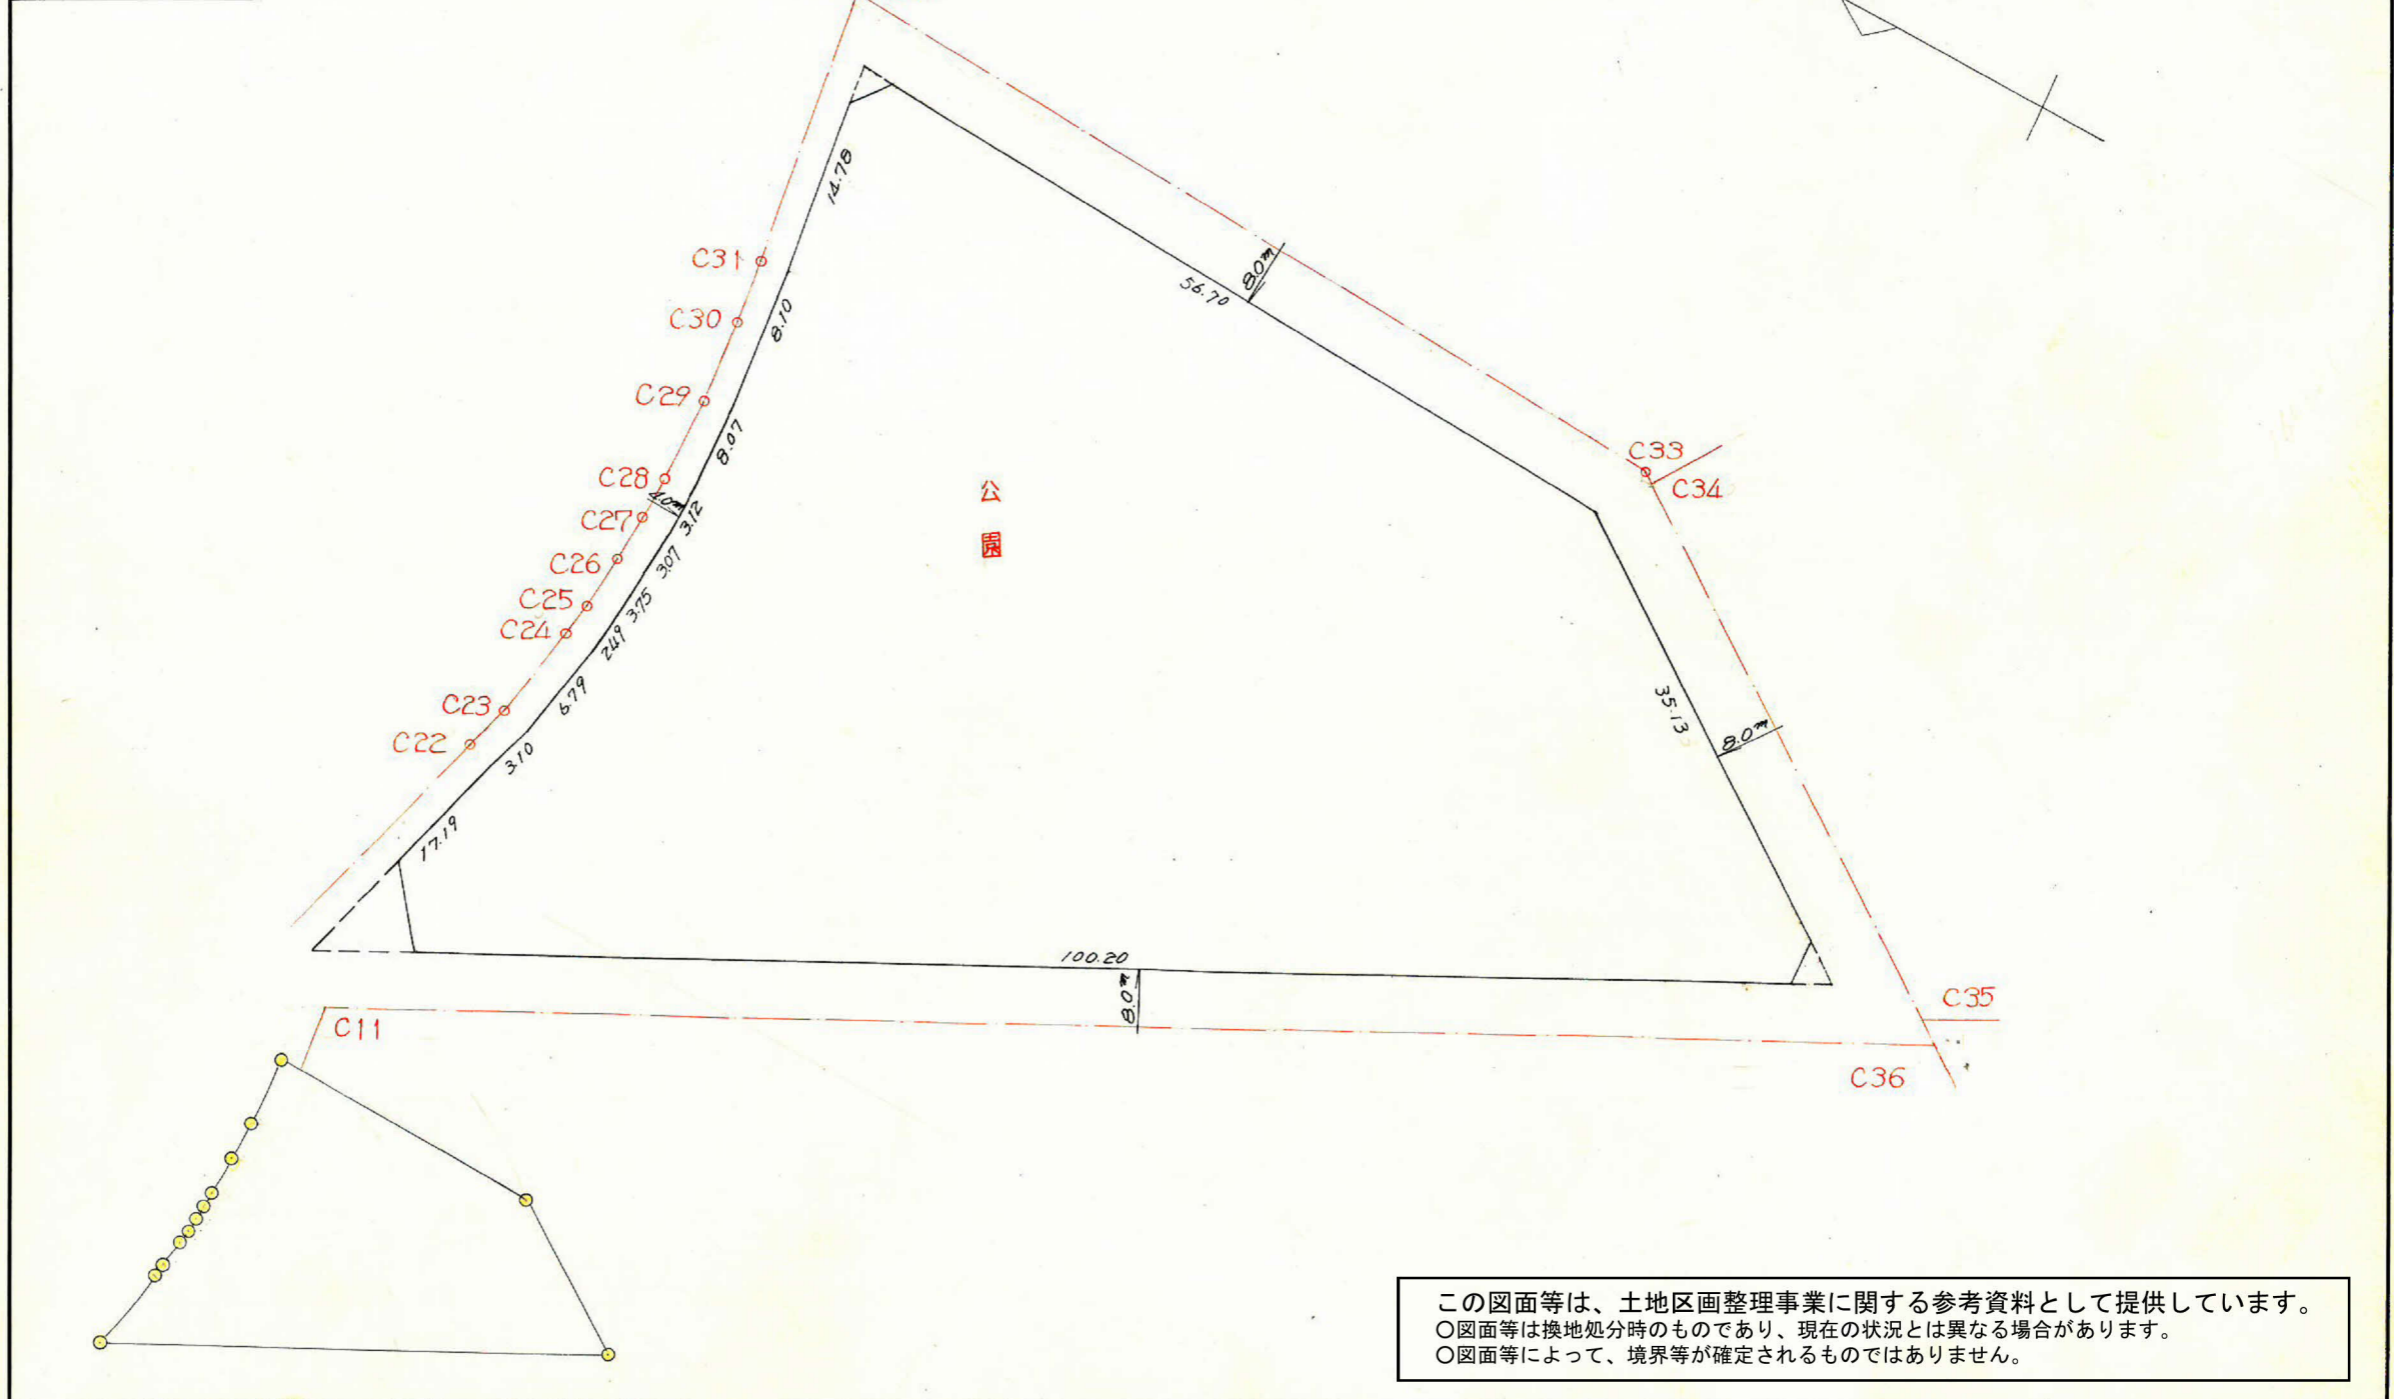 14.78
C31
8.0m
56.70
C30
8.10
C29
8.07
C33
C28
C34
公
園
4.0m
C27
3.12
C26
3.07
C25
3.75
C24
2.49
6.79
C23
35.13
C22
8.0m
3.10
17.19
100.20
8.0m
C35
C11
C36
この図面等は、土地区画整理事業に関する参考資料として提供しています。
○図面等は換地処分時のものであり、現在の状況とは異なる場合があります。
○図面等によって、境界等が確定されるものではありません。